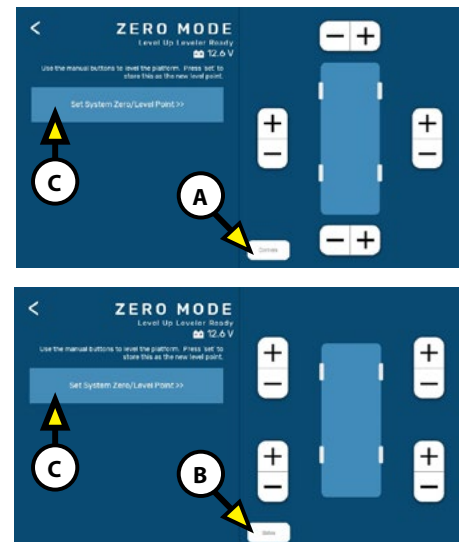 <
ZERO MODE
Level Up Leveler Ready
12.6 V
Use the manual buttons to level the platform. Press 'set' to
store this as the new level point.
Set System Zero/Level Point >>
C
A
Corners
− +
+
−
+
−
− +
<
ZERO MODE
Level Up Leveler Ready
12.6 V
Use the manual buttons to level the platform. Press 'set' to
store this as the new level point.
Set System Zero/Level Point >>
C
B
Sides
+
−
+
−
+
−
+
−